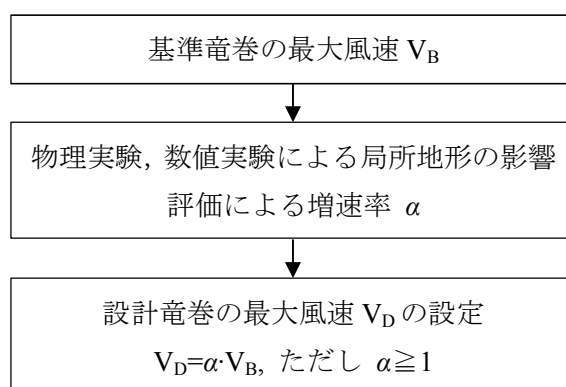 基準竜巻の最大風速 V_B
物理実験, 数値実験による局所地形の影響
評価による増速率 α
設計竜巻の最大風速 V_D の設定
V_D=α·V_B, ただし α≧1